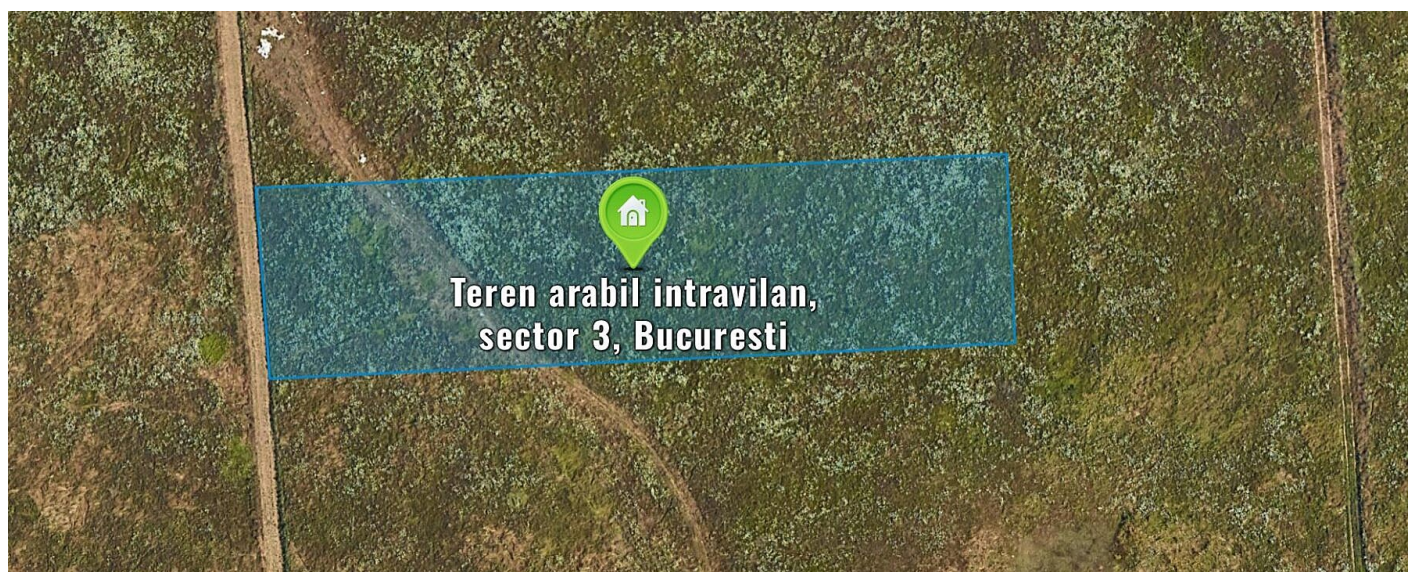 Teren arabil intravilan,
sector 3, Bucuresti